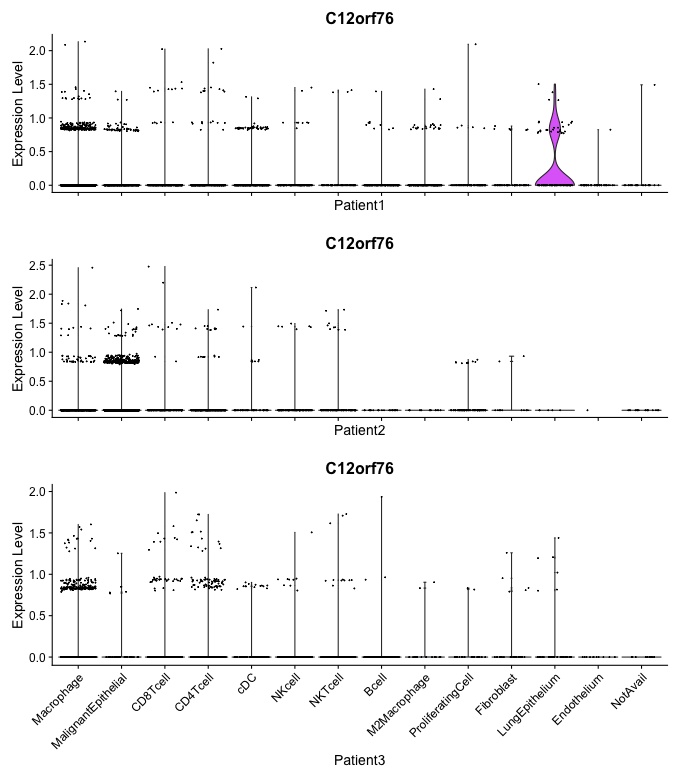 C12orf76
Expression Level
2.0
1.5
1.0
0.5
0.0
Patient1
C12orf76
Expression Level
2.5
2.0
1.5
1.0
0.5
0.0
Patient2
C12orf76
Expression Level
2.0
1.5
1.0
0.5
0.0
Macrophage
MalignantEpithelial
CD8Tcell
CD4Tcell
cDC
NKcell
NKTcell
Bcell
M2Macrophage
ProliferatingCell
Fibroblast
LungEpithelium
Endothelium
NotAvail
Patient3